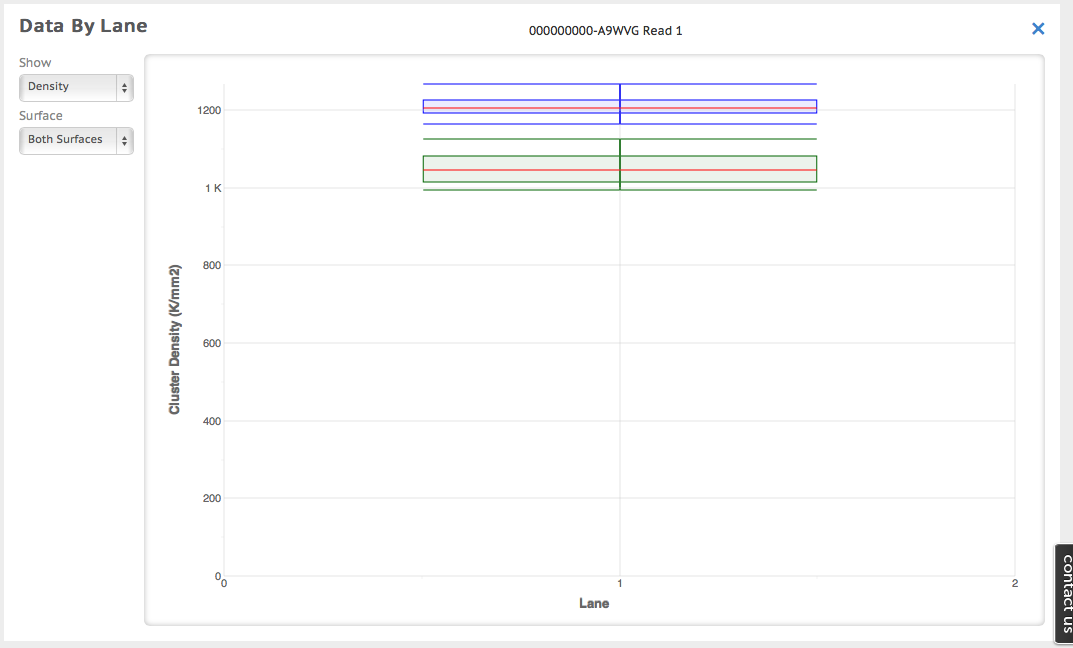 Data By Lane
000000000-A9WVG Read 1
Show
Density
Surface
Both Surfaces
Cluster Density (K/mm2)
1200
1 K
800
600
400
200
0
0
1
2
Lane
contact us